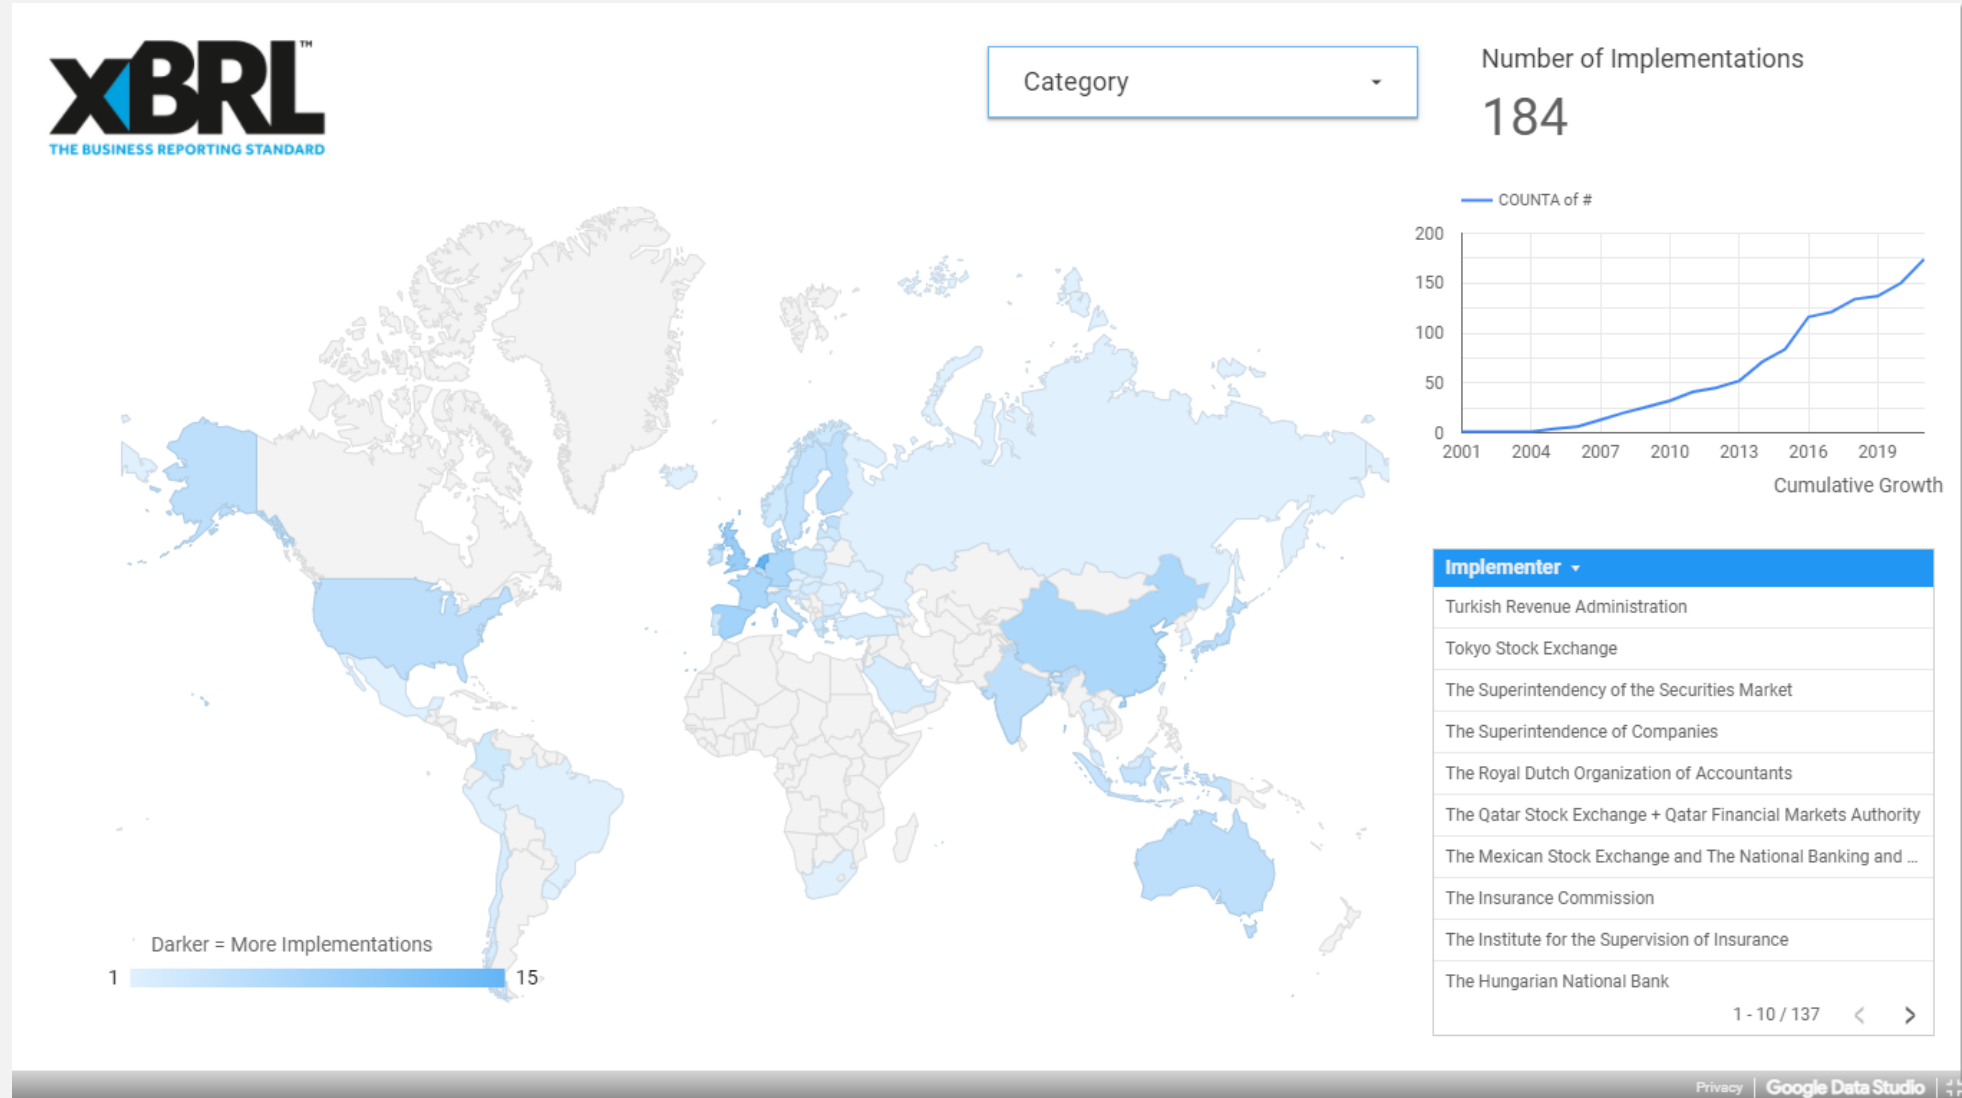 xBRL™
THE BUSINESS REPORTING STANDARD
Category
Number of Implementations
184
COUNTA of #
200
150
100
50
0
2001 2004 2007 2010 2013 2016 2019
Cumulative Growth
Implementer
Turkish Revenue Administration
Tokyo Stock Exchange
The Superintendency of the Securities Market
The Superintendence of Companies
The Royal Dutch Organization of Accountants
The Qatar Stock Exchange + Qatar Financial Markets Authority
The Mexican Stock Exchange and The National Banking and ...
The Insurance Commission
The Institute for the Supervision of Insurance
The Hungarian National Bank
1 - 10 / 137
Darker = More Implementations
1 15
Privacy Google Data Studio